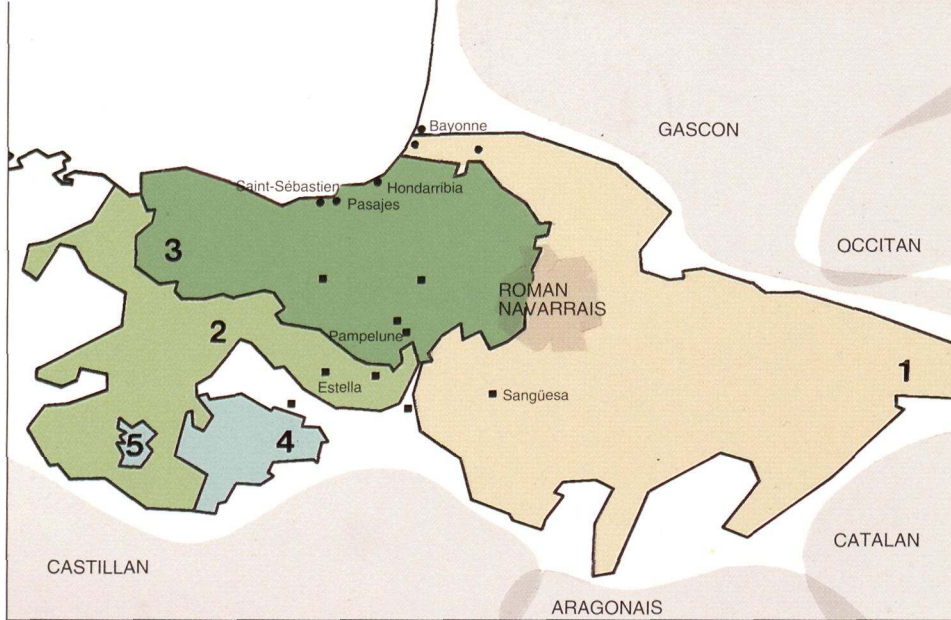 Bayonne
GASCON
Saint-Sébastien
Hondarribia
Pasajes
OCCITAN
3
ROMAN
NAVARRAIS
2
Pampelune
1
Estella
Sangüesa
5
4
CASTILLAN
CATALAN
ARAGONAIS